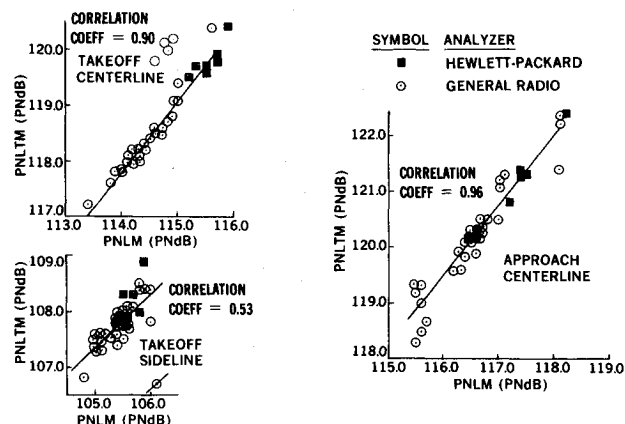 CORRELATION
COEFF = 0.90
TAKEOFF
CENTERLINE
120.0
119.0
118.0
117.0
PNLTM (PNdB)
113.0 114.0 115.0 116.0
PNLM (PNdB)
SYMBOL ANALYZER
HEWLETT-PACKARD
GENERAL RADIO
109.0
108.0
107.0
PNLTM (PNdB)
CORRELATION
COEFF = 0.53
TAKEOFF
SIDELINE
105.0 106.0
PNLM (PNdB)
122.0
121.0
120.0
119.0
118.0
PNLTM (PNdB)
CORRELATION
COEFF = 0.96
APPROACH
CENTERLINE
115.0 116.0 117.0 118.0 119.0
PNLM (PNdB)